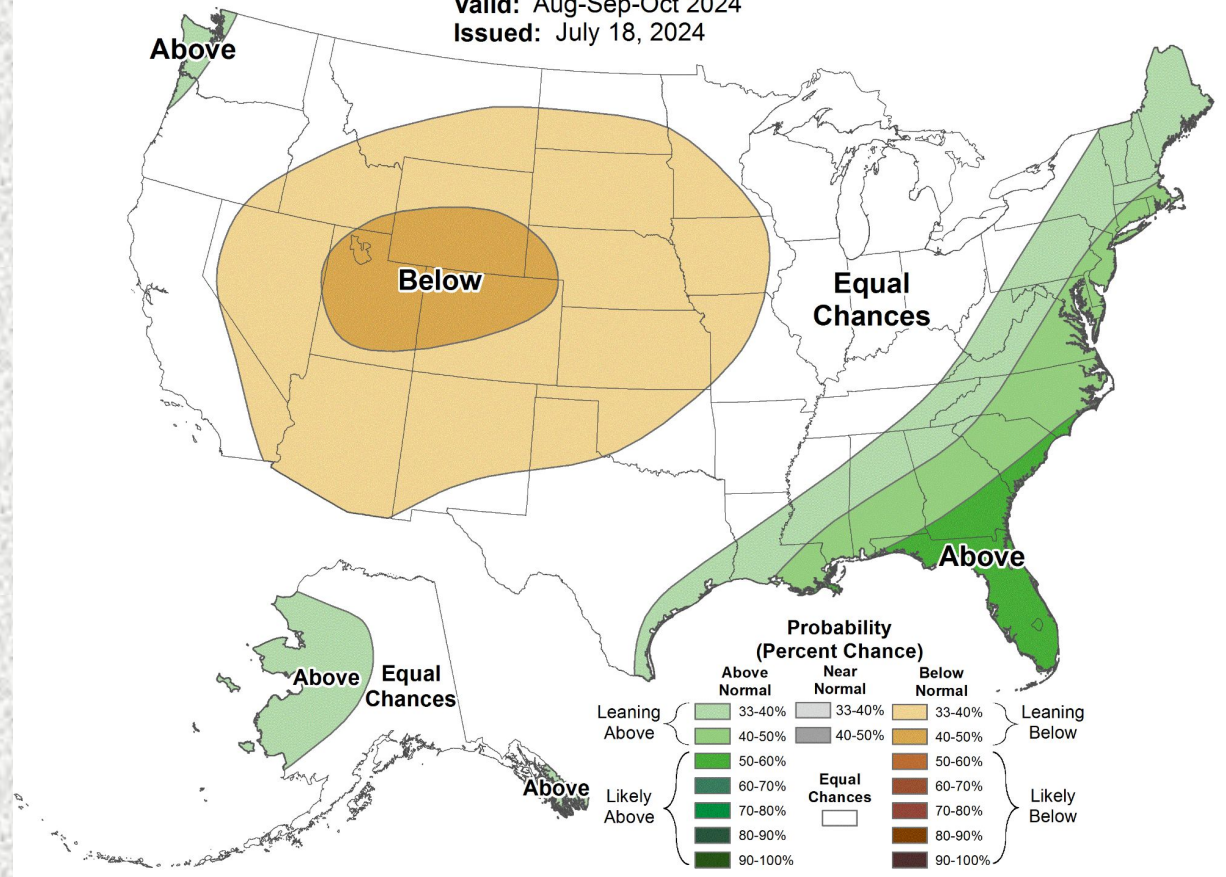 Valid: Aug-Sep-Oct 2024
Issued: July 18, 2024
Above
Below
Equal
Chances
Above
Above
Equal
Chances
Above
Probability
(Percent Chance)
Above
Normal
Near
Normal
Below
Normal
Leaning
Above
33-40%
33-40%
33-40%
Leaning
Below
40-50%
40-50%
40-50%
Likely
Above
50-60%
50-60%
Likely
Below
60-70%
60-70%
Equal
Chances
70-80%
70-80%
80-90%
80-90%
90-100%
90-100%